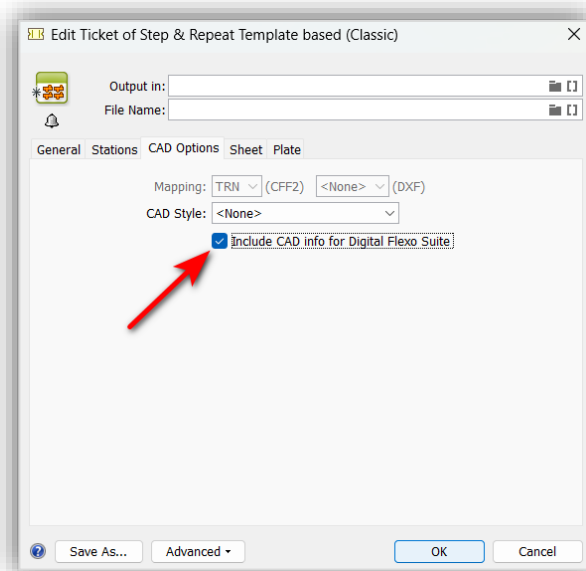 Edit Ticket of Step & Repeat Template based (Classic)
Output in:
File Name:
General Stations CAD Options Sheet Plate
Mapping: TRN (CFF2) <None> (DXF)
CAD Style: <None>
Include CAD info for Digital Flexo Suite
Save As... Advanced OK Cancel